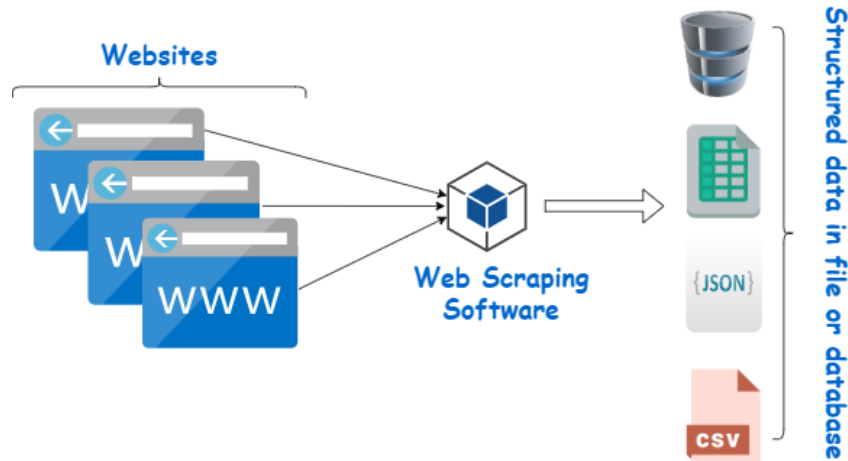 Websites
W
W
WWW
Web Scraping
Software
{JSON}
CSV
Structured data in file or database